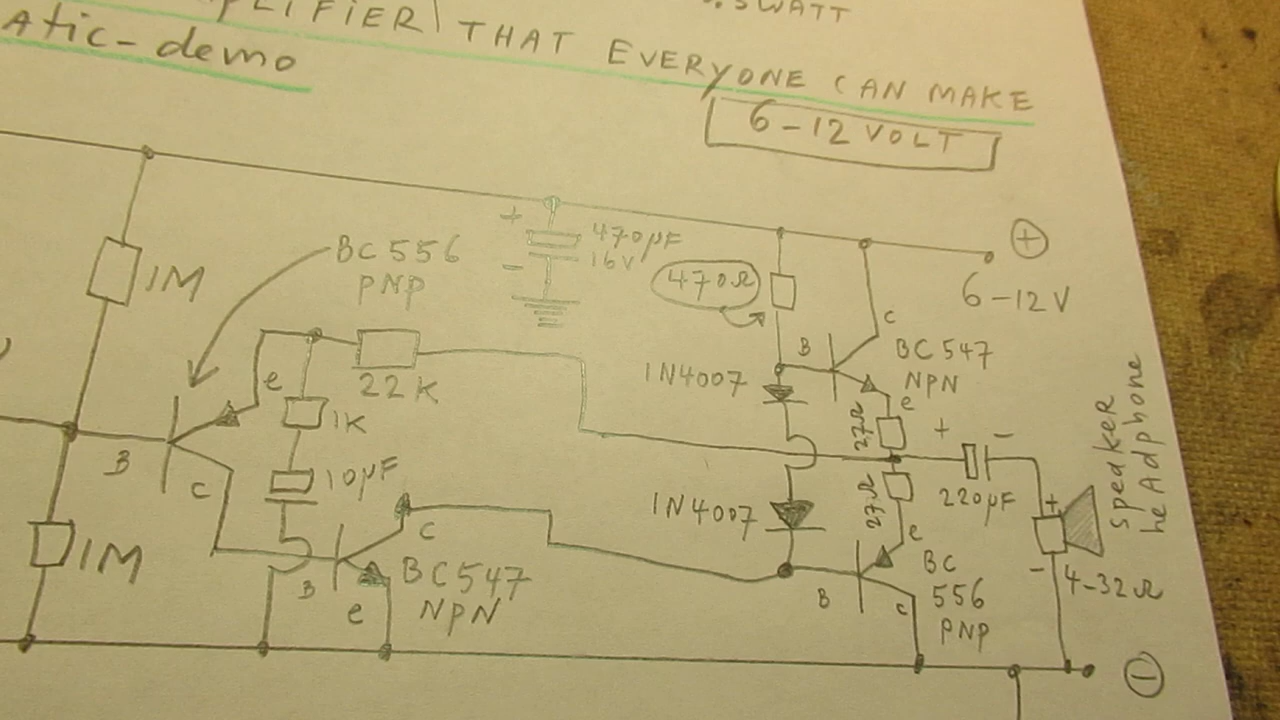 .5WATT
PLIFIER) THAT EVERYONE CAN MAKE
atic-demo
6-12 VOLT
+
6-12V
+
470µF
16V
-
470Ω
BC556
PNP
1M
e
22K
1K
B
C
10µF
1M
C
B
BC547
NPN
e
1N4007
B
C
BC547
NPN
e
27Ω
+
-
220µF
27Ω
1N4007
e
BC
556
PNP
B
C
+
-
4-32Ω
speaker
heAdphone
-